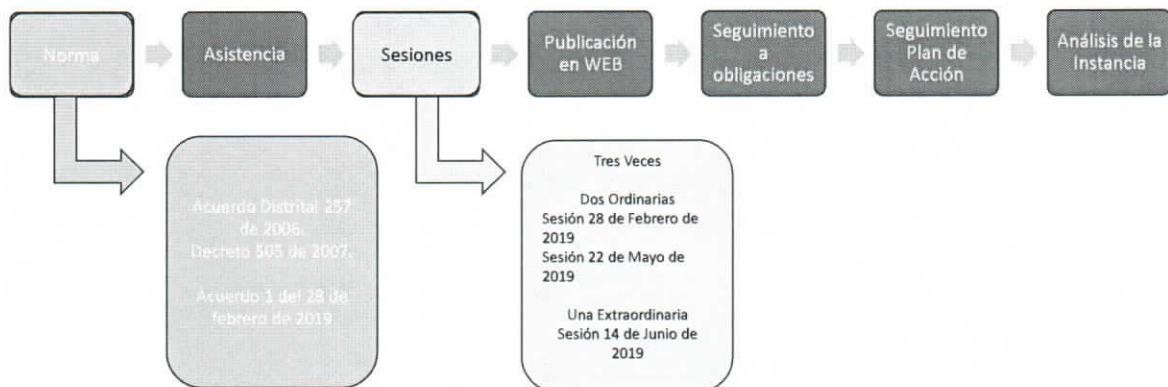 Norma
Asistencia
Sesiones
Publicación
en WEB
Seguimiento
a
obligaciones
Seguimiento
Plan de
Acción
Análisis de la
Instancia
Acuerdo Distrital 257
de 2006.
Decreto 505 de 2007.
Acuerdo 1 del 28 de
febrero de 2019
Tres Veces
Dos Ordinarias
Sesión 28 de Febrero de
2019
Sesión 22 de Mayo de
2019
Una Extraordinaria
Sesión 14 de Junio de
2019